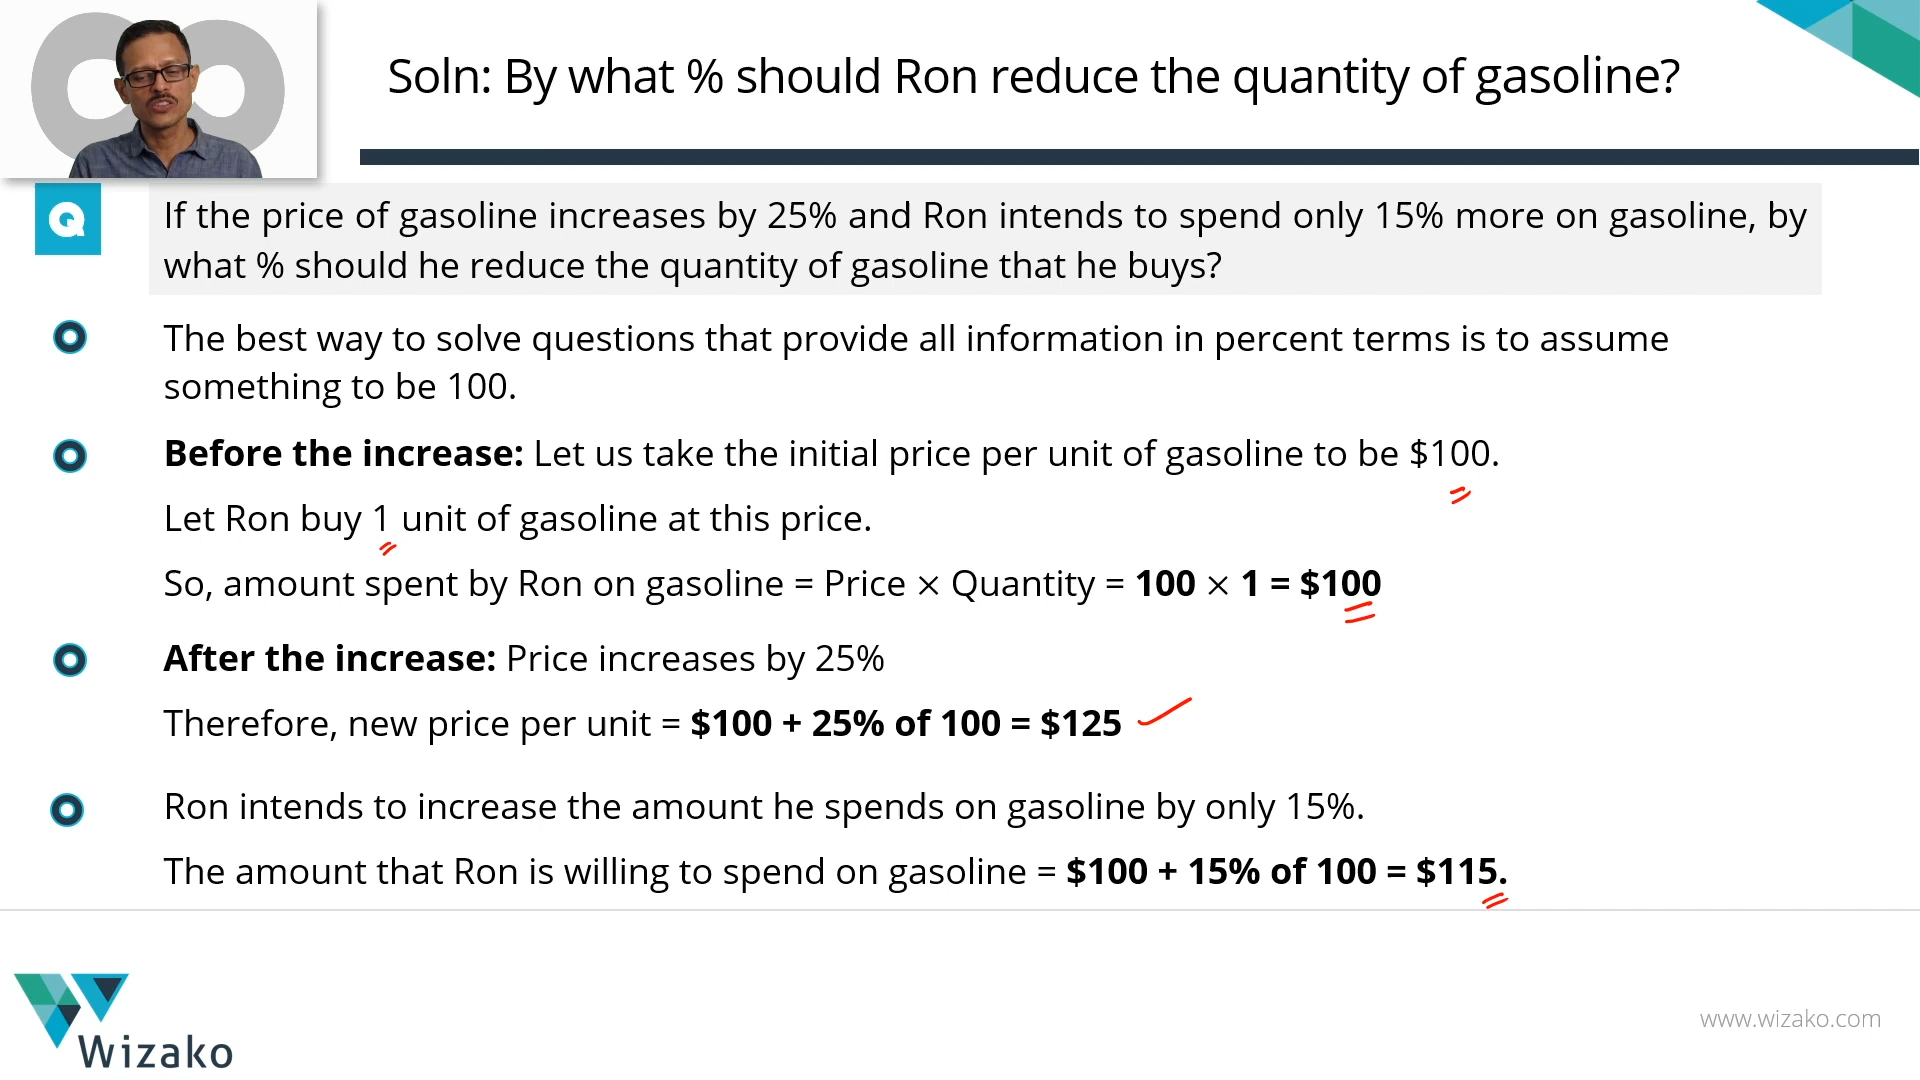 Soln: By what % should Ron reduce the quantity of gasoline?
Q
If the price of gasoline increases by 25% and Ron intends to spend only 15% more on gasoline, by
what % should he reduce the quantity of gasoline that he buys?
The best way to solve questions that provide all information in percent terms is to assume
something to be 100.
Before the increase: Let us take the initial price per unit of gasoline to be $100.
Let Ron buy 1 unit of gasoline at this price.
So, amount spent by Ron on gasoline = Price × Quantity = 100 × 1 = $100
After the increase: Price increases by 25%
Therefore, new price per unit = $100 + 25% of 100 = $125
Ron intends to increase the amount he spends on gasoline by only 15%.
The amount that Ron is willing to spend on gasoline = $100 + 15% of 100 = $115.
Wizako
www.wizako.com